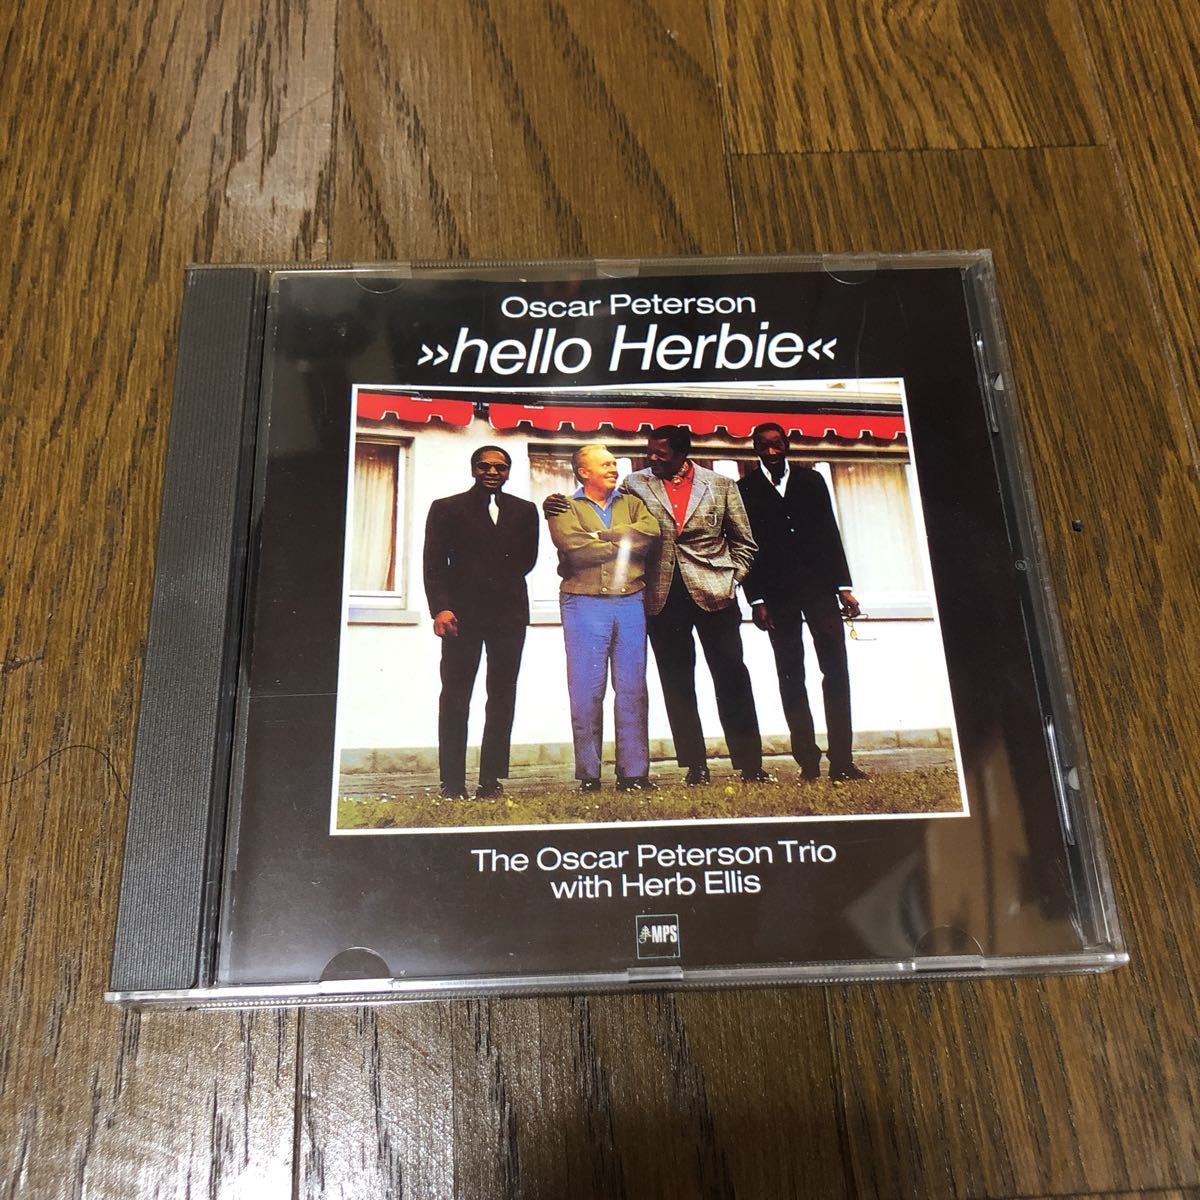 Oscar Peterson
»hello Herbie«
The Oscar Peterson Trio
with Herb Ellis
MPS